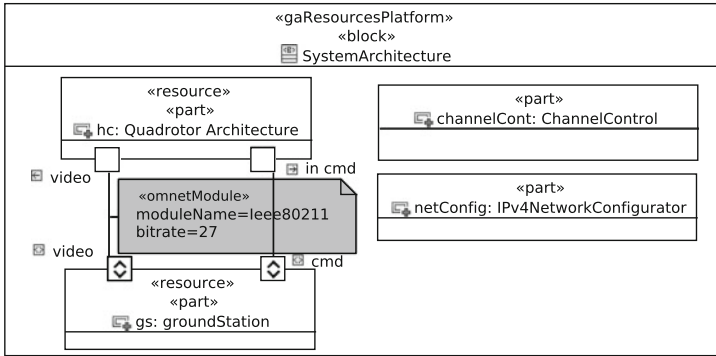 «gaResourcesPlatform»
«block»
SystemArchitecture
«resource»
«part»
hc: Quadrotor Architecture
«part»
channelCont: ChannelControl
video
in cmd
«omnetModule»
moduleName=Ieee80211
bitrate=27
«part»
netConfig: IPv4NetworkConfigurator
video
cmd
«resource»
«part»
gs: groundStation